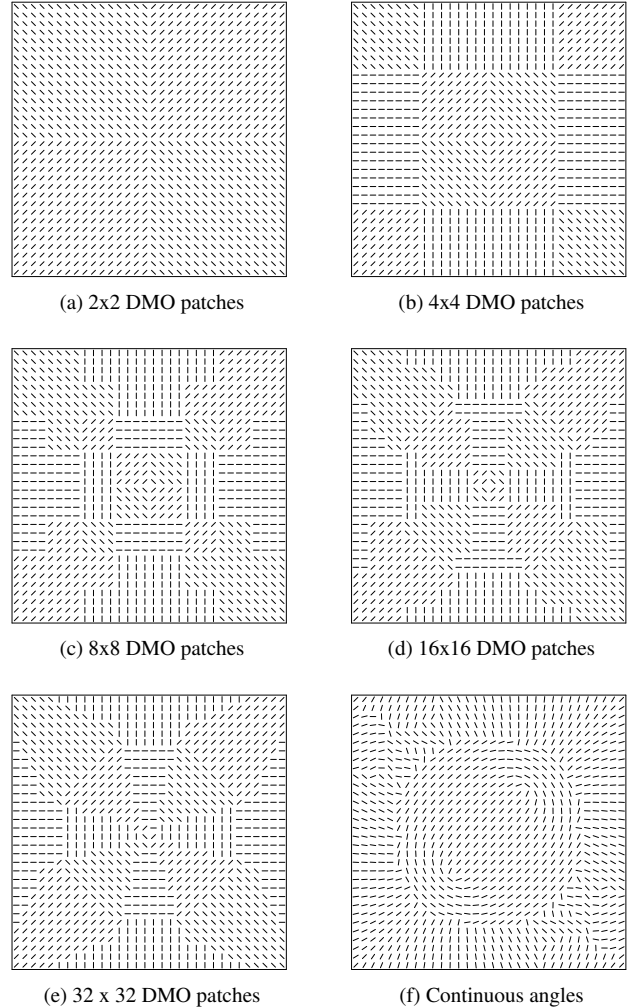 (a) 2x2 DMO patches
(b) 4x4 DMO patches
(c) 8x8 DMO patches
(d) 16x16 DMO patches
(e) 32 x 32 DMO patches
(f) Continuous angles